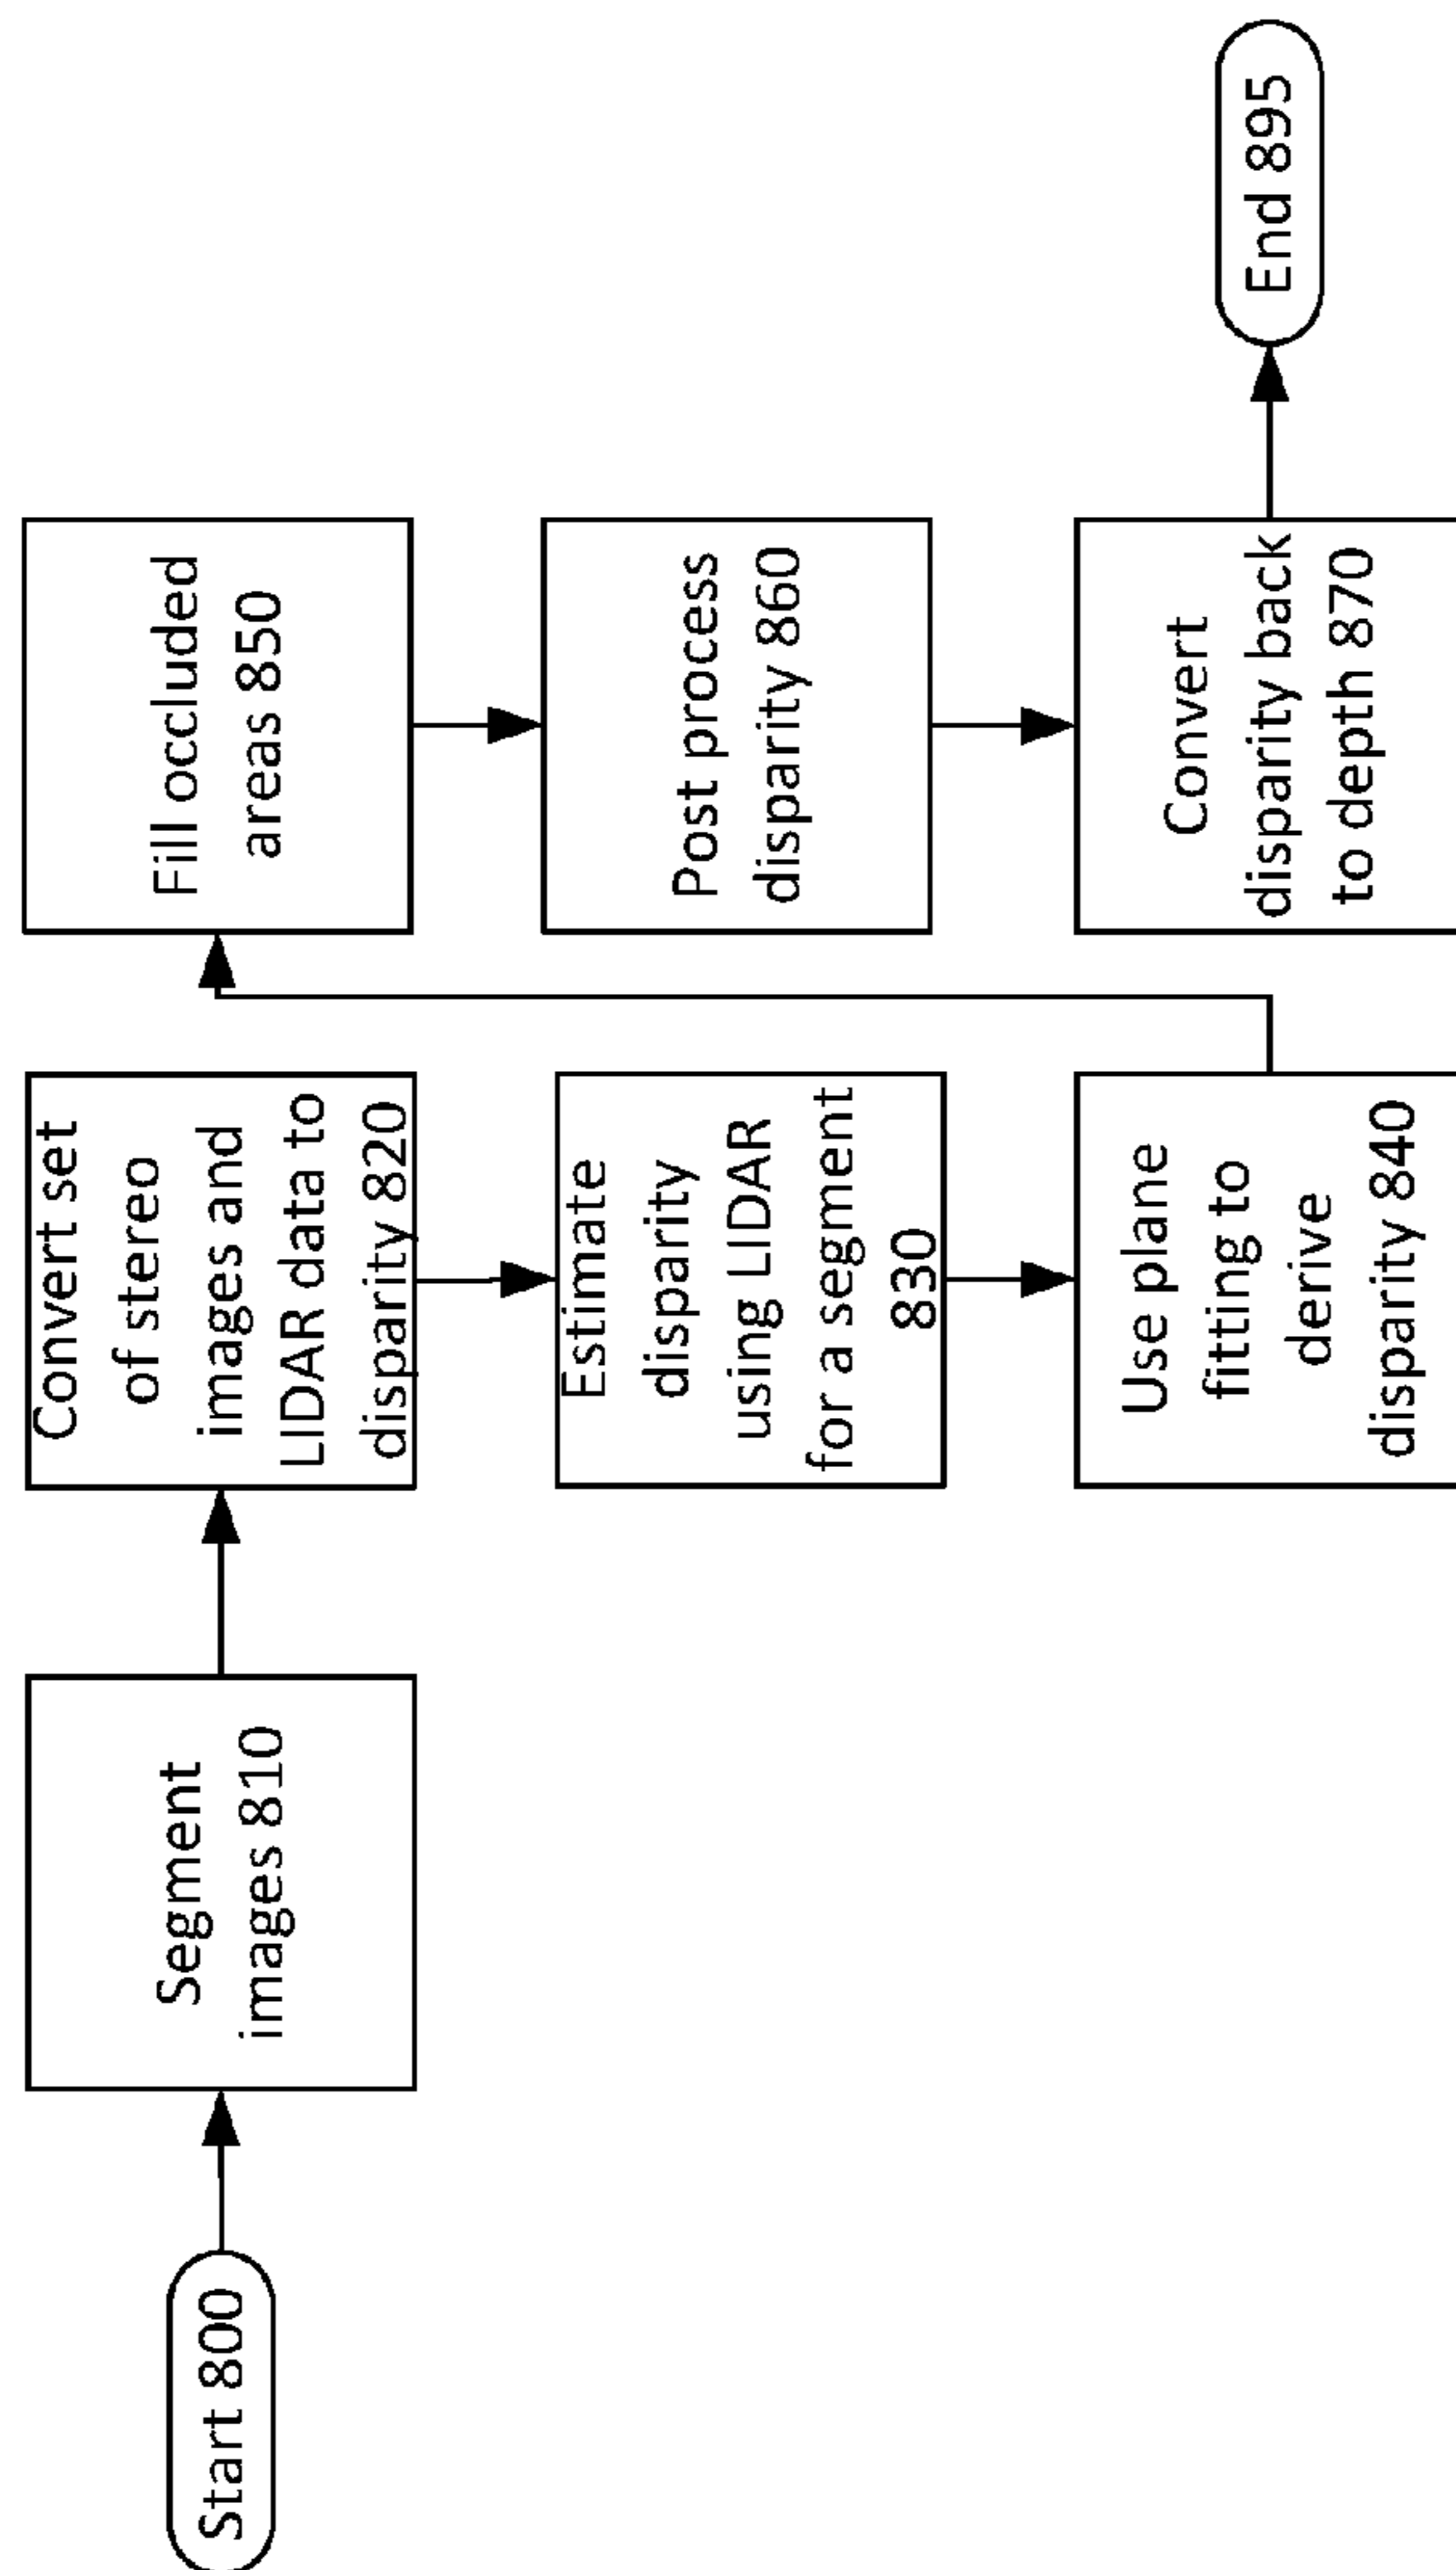 Start 800
Segment
images 810
Convert set
of stereo
images and
LIDAR data to
disparity 820
Estimate
disparity
using LIDAR
for a segment
830
Use plane
fitting to
derive
disparity 840
Fill occluded
areas 850
Post process
disparity 860
Convert
disparity back
to depth 870
End 895